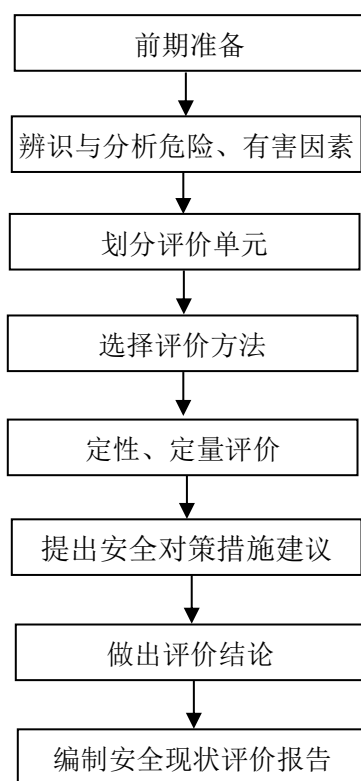 前期准备
辨识与分析危险、有害因素
划分评价单元
选择评价方法
定性、定量评价
提出安全对策措施建议
做出评价结论
编制安全现状评价报告